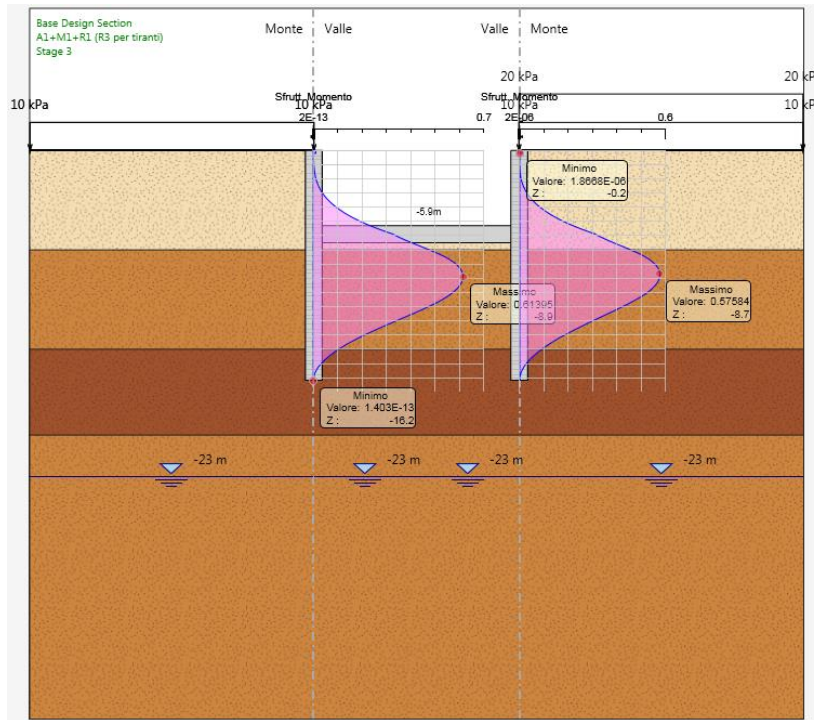 Base Design Section
A1+M1+R1 (R3 per tiranti)
Stage 3
Monte
Valle
Valle
Monte
20 kPa
20 kP
10 kPa
Sfrutt. Momento
10 kPa
Sfrutt. Momento
10 kPa
10 kP
2E-13
0.7
2E-06
0.6
Minimo
Valore: 1.8668E-06
Z : -0.2
-5.9m
Massimo
Valore: 0.61395
Z : -8.9
Massimo
Valore: 0.57584
Z : -8.7
Minimo
Valore: 1.403E-13
Z : -16.2
-23 m
-23 m
-23 m
-23 m